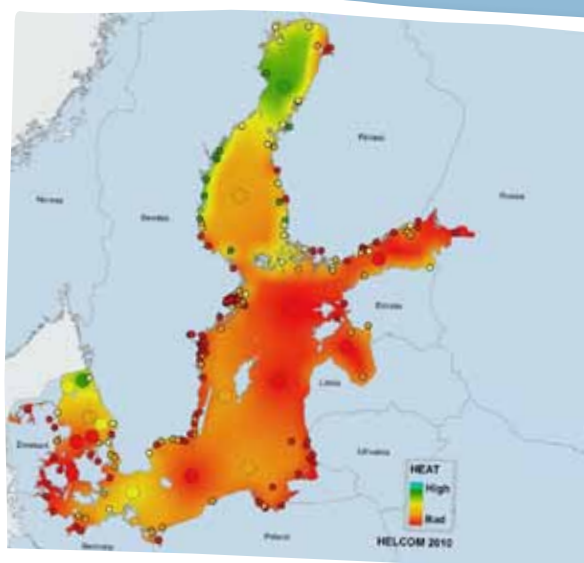 Finland
Norway
Sweden
Russia
Estonia
Latvia
Denmark
Lithuania
HEAT
High
Bad
Germany
Poland
HELCOM 2010